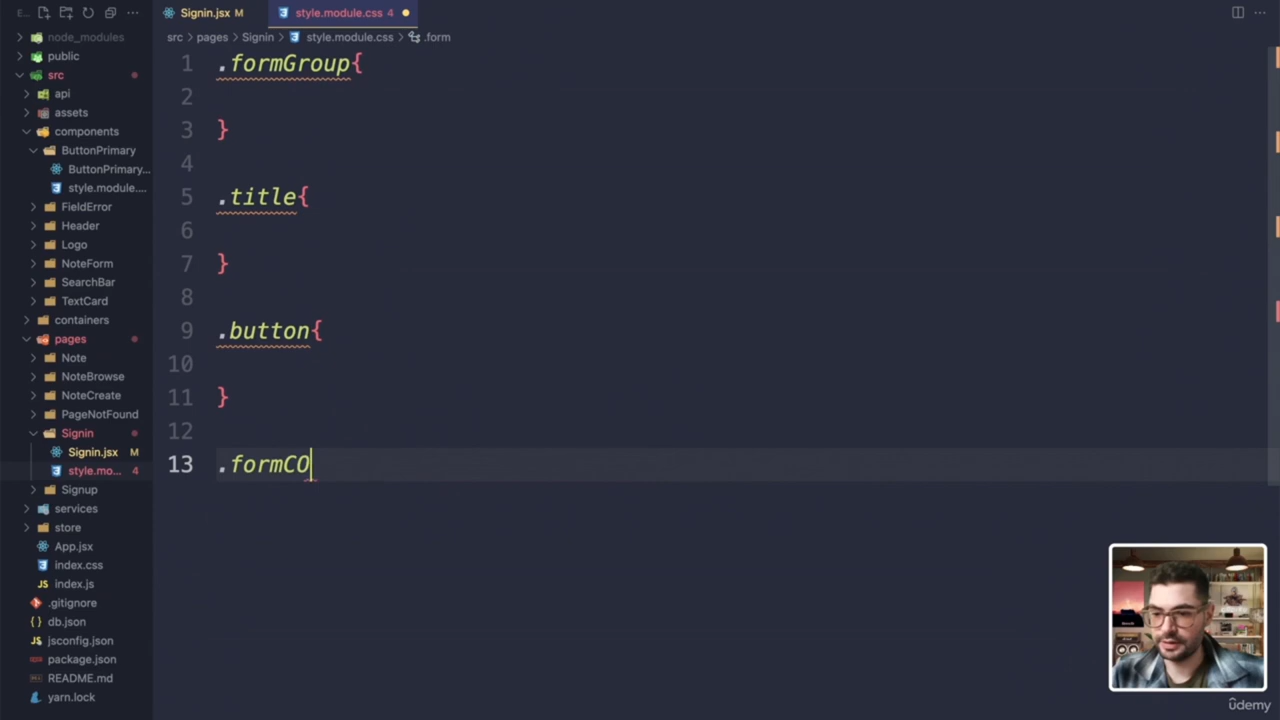 E...
Signin.jsx M
style.module.css 4
src > pages > Signin > style.module.css > .form
node_modules
public
src
api
assets
components
ButtonPrimary
ButtonPrimary...
style.module....
FieldError
Header
Logo
NoteForm
SearchBar
TextCard
containers
pages
Note
NoteBrowse
NoteCreate
PageNotFound
Signin
Signin.jsx M
style.mo... 4
Signup
services
store
App.jsx
index.css
JS index.js
.gitignore
{ } db.json
jsconfig.json
package.json
README.md
yarn.lock
1 .formGroup{
2
3 }
4
5 .title{
6
7 }
8
9 .button{
10
11 }
12
13 .formCO
ûdemy